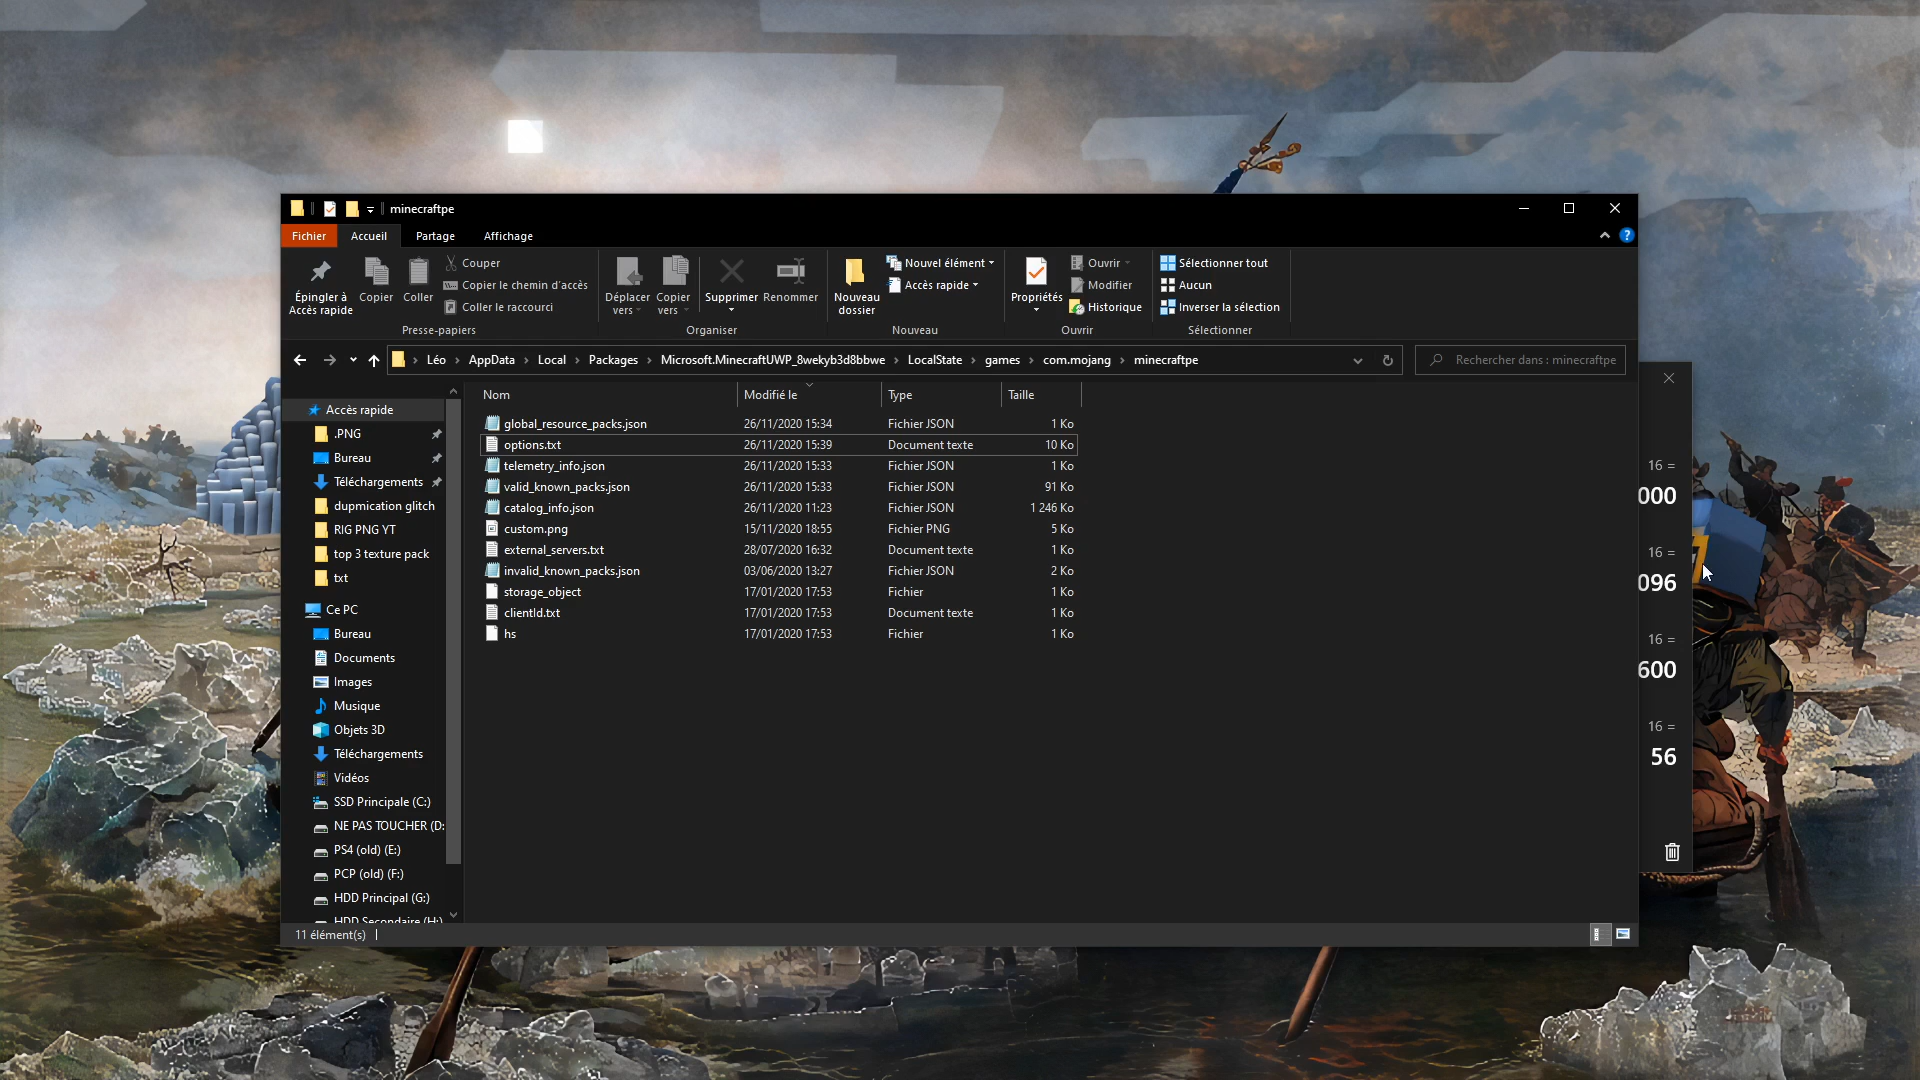 minecraftpe
Fichier Accueil Partage Affichage
Épingler à Accès rapide
Copier
Coller
Couper
Copier le chemin d'accès
Coller le raccourci
Presse-papiers
Déplacer vers
Copier vers
Supprimer
Renommer
Organiser
Nouveau dossier
Nouvel élément
Accès rapide
Nouveau
Propriétés
Ouvrir
Modifier
Historique
Ouvrir
Sélectionner tout
Aucun
Inverser la sélection
Sélectionner
Léo > AppData > Local > Packages > Microsoft.MinecraftUWP_8wekyb3d8bbwe > LocalState > games > com.mojang > minecraftpe
Rechercher dans : minecraftpe
Accès rapide
.PNG
Bureau
Téléchargements
dupmication glitch
RIG PNG YT
top 3 texture pack
txt
Ce PC
Bureau
Documents
Images
Musique
Objets 3D
Téléchargements
Vidéos
SSD Principale (C:)
NE PAS TOUCHER (D:
PS4 (old) (E:)
PCP (old) (F:)
HDD Principal (G:)
HDD Secondaire (H:)
Nom Modifié le Type Taille
global_resource_packs.json 26/11/2020 15:34 Fichier JSON 1 Ko
options.txt 26/11/2020 15:39 Document texte 10 Ko
telemetry_info.json 26/11/2020 15:33 Fichier JSON 1 Ko
valid_known_packs.json 26/11/2020 15:33 Fichier JSON 91 Ko
catalog_info.json 26/11/2020 11:23 Fichier JSON 1 246 Ko
custom.png 15/11/2020 18:55 Fichier PNG 5 Ko
external_servers.txt 28/07/2020 16:32 Document texte 1 Ko
invalid_known_packs.json 03/06/2020 13:27 Fichier JSON 2 Ko
storage_object 17/01/2020 17:53 Fichier 1 Ko
clientId.txt 17/01/2020 17:53 Document texte 1 Ko
hs 17/01/2020 17:53 Fichier 1 Ko
11 élément(s)
16 =
000
16 =
096
16 =
600
16 =
56